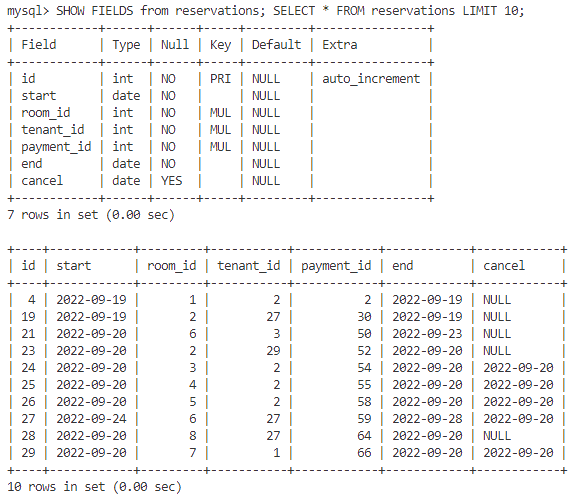 mysql> SHOW FIELDS from reservations; SELECT * FROM reservations LIMIT 10;
+------------+------+------+-----+---------+----------------+
| Field      | Type | Null | Key | Default | Extra          |
+------------+------+------+-----+---------+----------------+
| id         | int  | NO   | PRI | NULL    | auto_increment |
| start      | date | NO   |     | NULL    |                |
| room_id    | int  | NO   | MUL | NULL    |                |
| tenant_id  | int  | NO   | MUL | NULL    |                |
| payment_id | int  | NO   | MUL | NULL    |                |
| end        | date | NO   |     | NULL    |                |
| cancel     | date | YES  |     | NULL    |                |
+------------+------+------+-----+---------+----------------+
7 rows in set (0.00 sec)
+----+------------+---------+-----------+------------+------------+------------+
| id | start      | room_id | tenant_id | payment_id | end        | cancel     |
+----+------------+---------+-----------+------------+------------+------------+
|  4 | 2022-09-19 |       1 |         2 |          2 | 2022-09-19 | NULL       |
| 19 | 2022-09-19 |       2 |        27 |         30 | 2022-09-19 | NULL       |
| 21 | 2022-09-20 |       6 |         3 |         50 | 2022-09-23 | NULL       |
| 23 | 2022-09-20 |       2 |        29 |         52 | 2022-09-20 | NULL       |
| 24 | 2022-09-20 |       3 |         2 |         54 | 2022-09-20 | 2022-09-20 |
| 25 | 2022-09-20 |       4 |         2 |         55 | 2022-09-20 | 2022-09-20 |
| 26 | 2022-09-20 |       5 |         2 |         58 | 2022-09-20 | 2022-09-20 |
| 27 | 2022-09-24 |       6 |        27 |         59 | 2022-09-28 | 2022-09-20 |
| 28 | 2022-09-20 |       8 |        27 |         64 | 2022-09-20 | NULL       |
| 29 | 2022-09-20 |       7 |         1 |         66 | 2022-09-20 | 2022-09-20 |
+----+------------+---------+-----------+------------+------------+------------+
10 rows in set (0.00 sec)